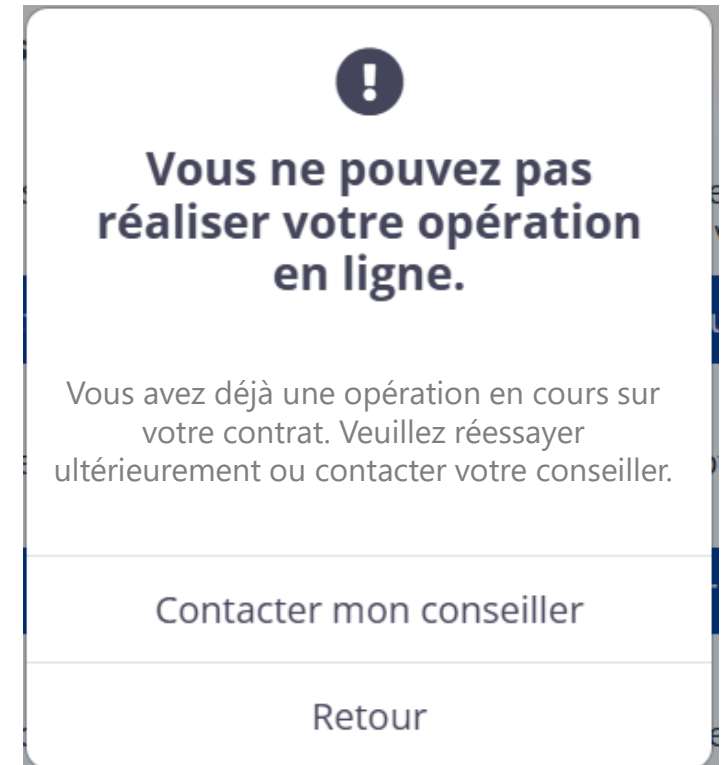 Vous ne pouvez pas
réaliser votre opération
en ligne.
Vous avez déjà une opération en cours sur
votre contrat. Veuillez réessayer
ultérieurement ou contacter votre conseiller.
Contacter mon conseiller
Retour